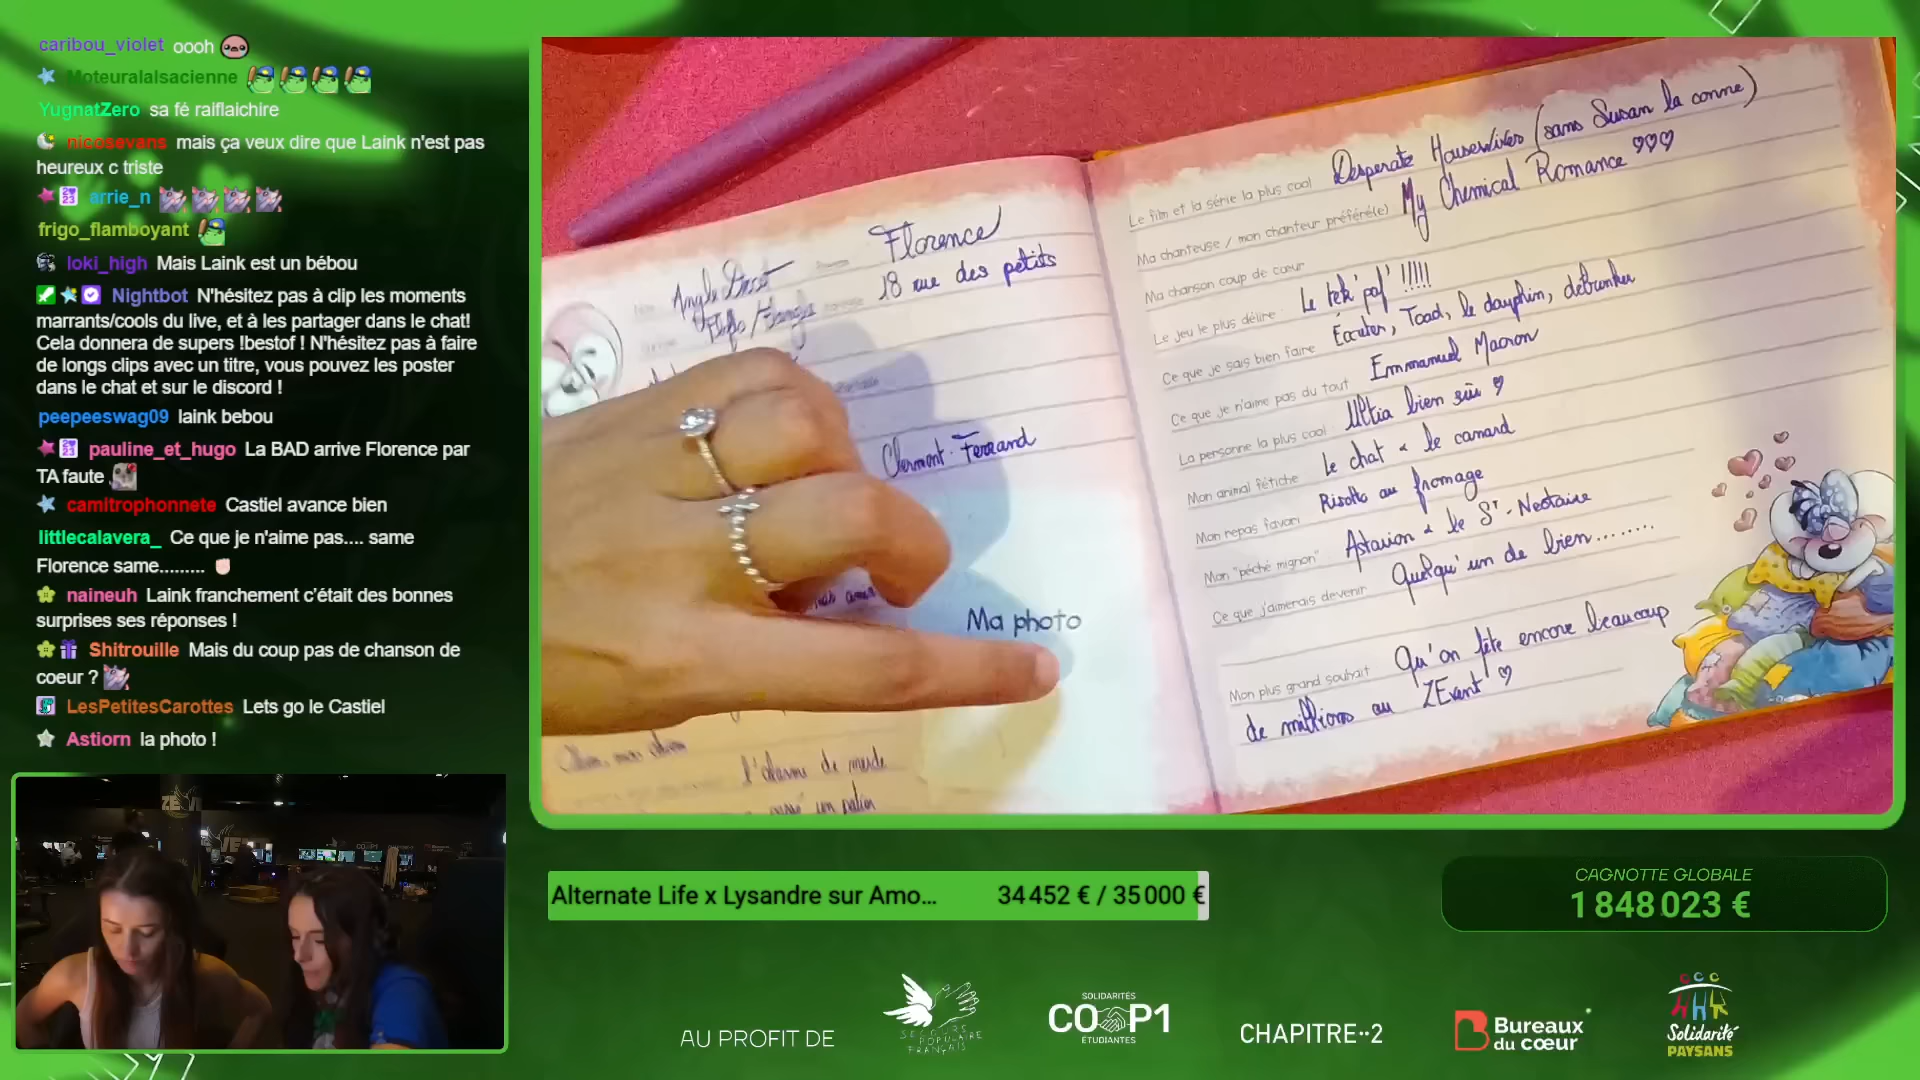 caribou_violet oooh
Moteuralalsacienne
YugnatZero sa fé raiflaichire
nicosevans mais ça veux dire que Laink n'est pas
heureux c triste
arrie_n
frigo_flamboyant
loki_high Mais Laink est un bébou
Nightbot N'hésitez pas à clip les moments
marrants/cools du live, et à les partager dans le chat!
Cela donnera de supers !bestof ! N'hésitez pas à faire
de longs clips avec un titre, vous pouvez les poster
dans le chat et sur le discord !
peepeeswag09 laink bebou
pauline_et_hugo La BAD arrive Florence par
TA faute
camitrophonnete Castiel avance bien
littlecalavera_ Ce que je n'aime pas.... same
Florence same.........
naineuh Laink franchement c'était des bonnes
surprises ses réponses !
Shitrouille Mais du coup pas de chanson de
coeur ?
LesPetitesCarottes Lets go le Castiel
Astiorn la photo !
Florence
18 rue des petits
Clermont-Ferrand
Ma photo
l'alarme de merde
Le film et la série la plus cool Desperate Housewives (sans Susan la conne)
Ma chanteuse / mon chanteur préféré(e) My Chemical Romance ♡♡♡
Ma chanson coup de cœur
Le jeu le plus délire : Le tek' paf' !!!!!
Ce que je sais bien faire Écouter, Toad, le dauphin, débunker
Ce que je n'aime pas du tout Emmanuel Macron
La personne la plus cool Ultia bien sûr ♡
Mon animal fétiche Le chat & le canard
Mon repas favori Risotto au fromage
Mon "péché mignon" Astarion & le St-Nectaire
Ce que j'aimerais devenir Quelqu'un de bien........
Mon plus grand souhait Qu'on fête encore beaucoup
de millions au ZEvent ♡
Alternate Life x Lysandre sur Amo... 34 452 € / 35 000 €
CAGNOTTE GLOBALE
1 848 023 €
AU PROFIT DE
SECOURS
POPULAIRE
FRANÇAIS
SOLIDARITÉS
COOP1
ÉTUDIANTES
CHAPITRE··2
Bureaux
du cœur
Solidarité
PAYSANS